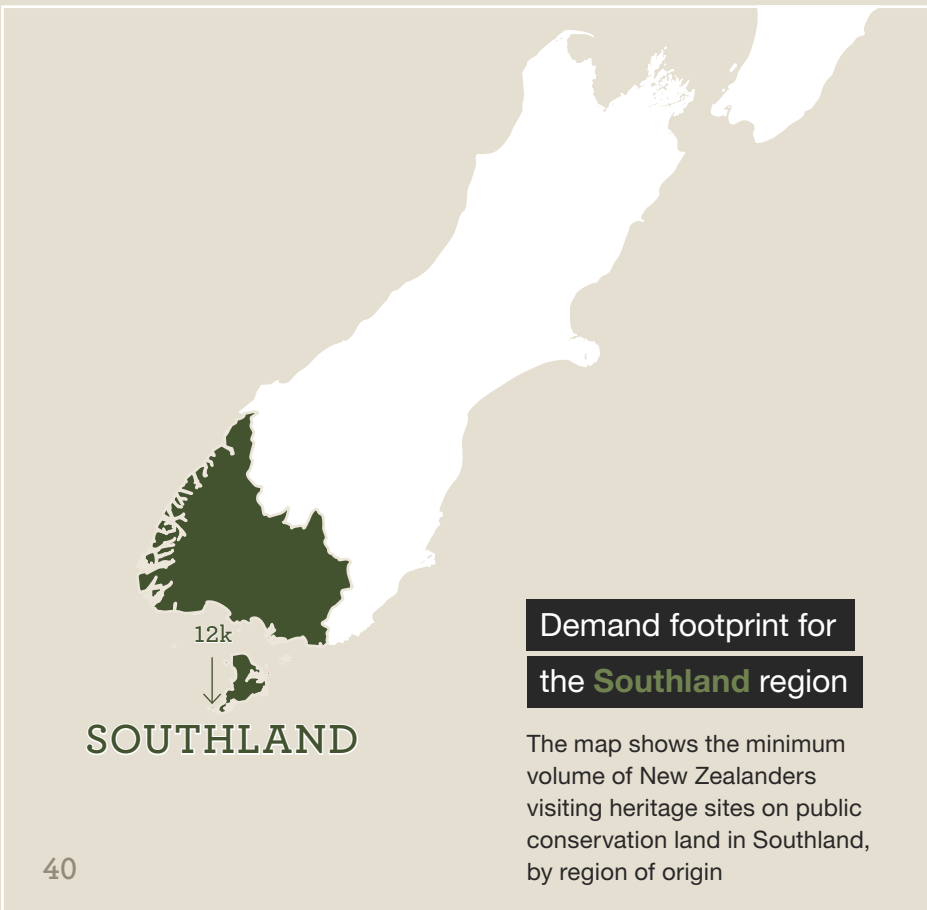 12k
SOUTHLAND
Demand footprint for
the Southland region
The map shows the minimum
volume of New Zealanders
visiting heritage sites on public
conservation land in Southland,
by region of origin
40